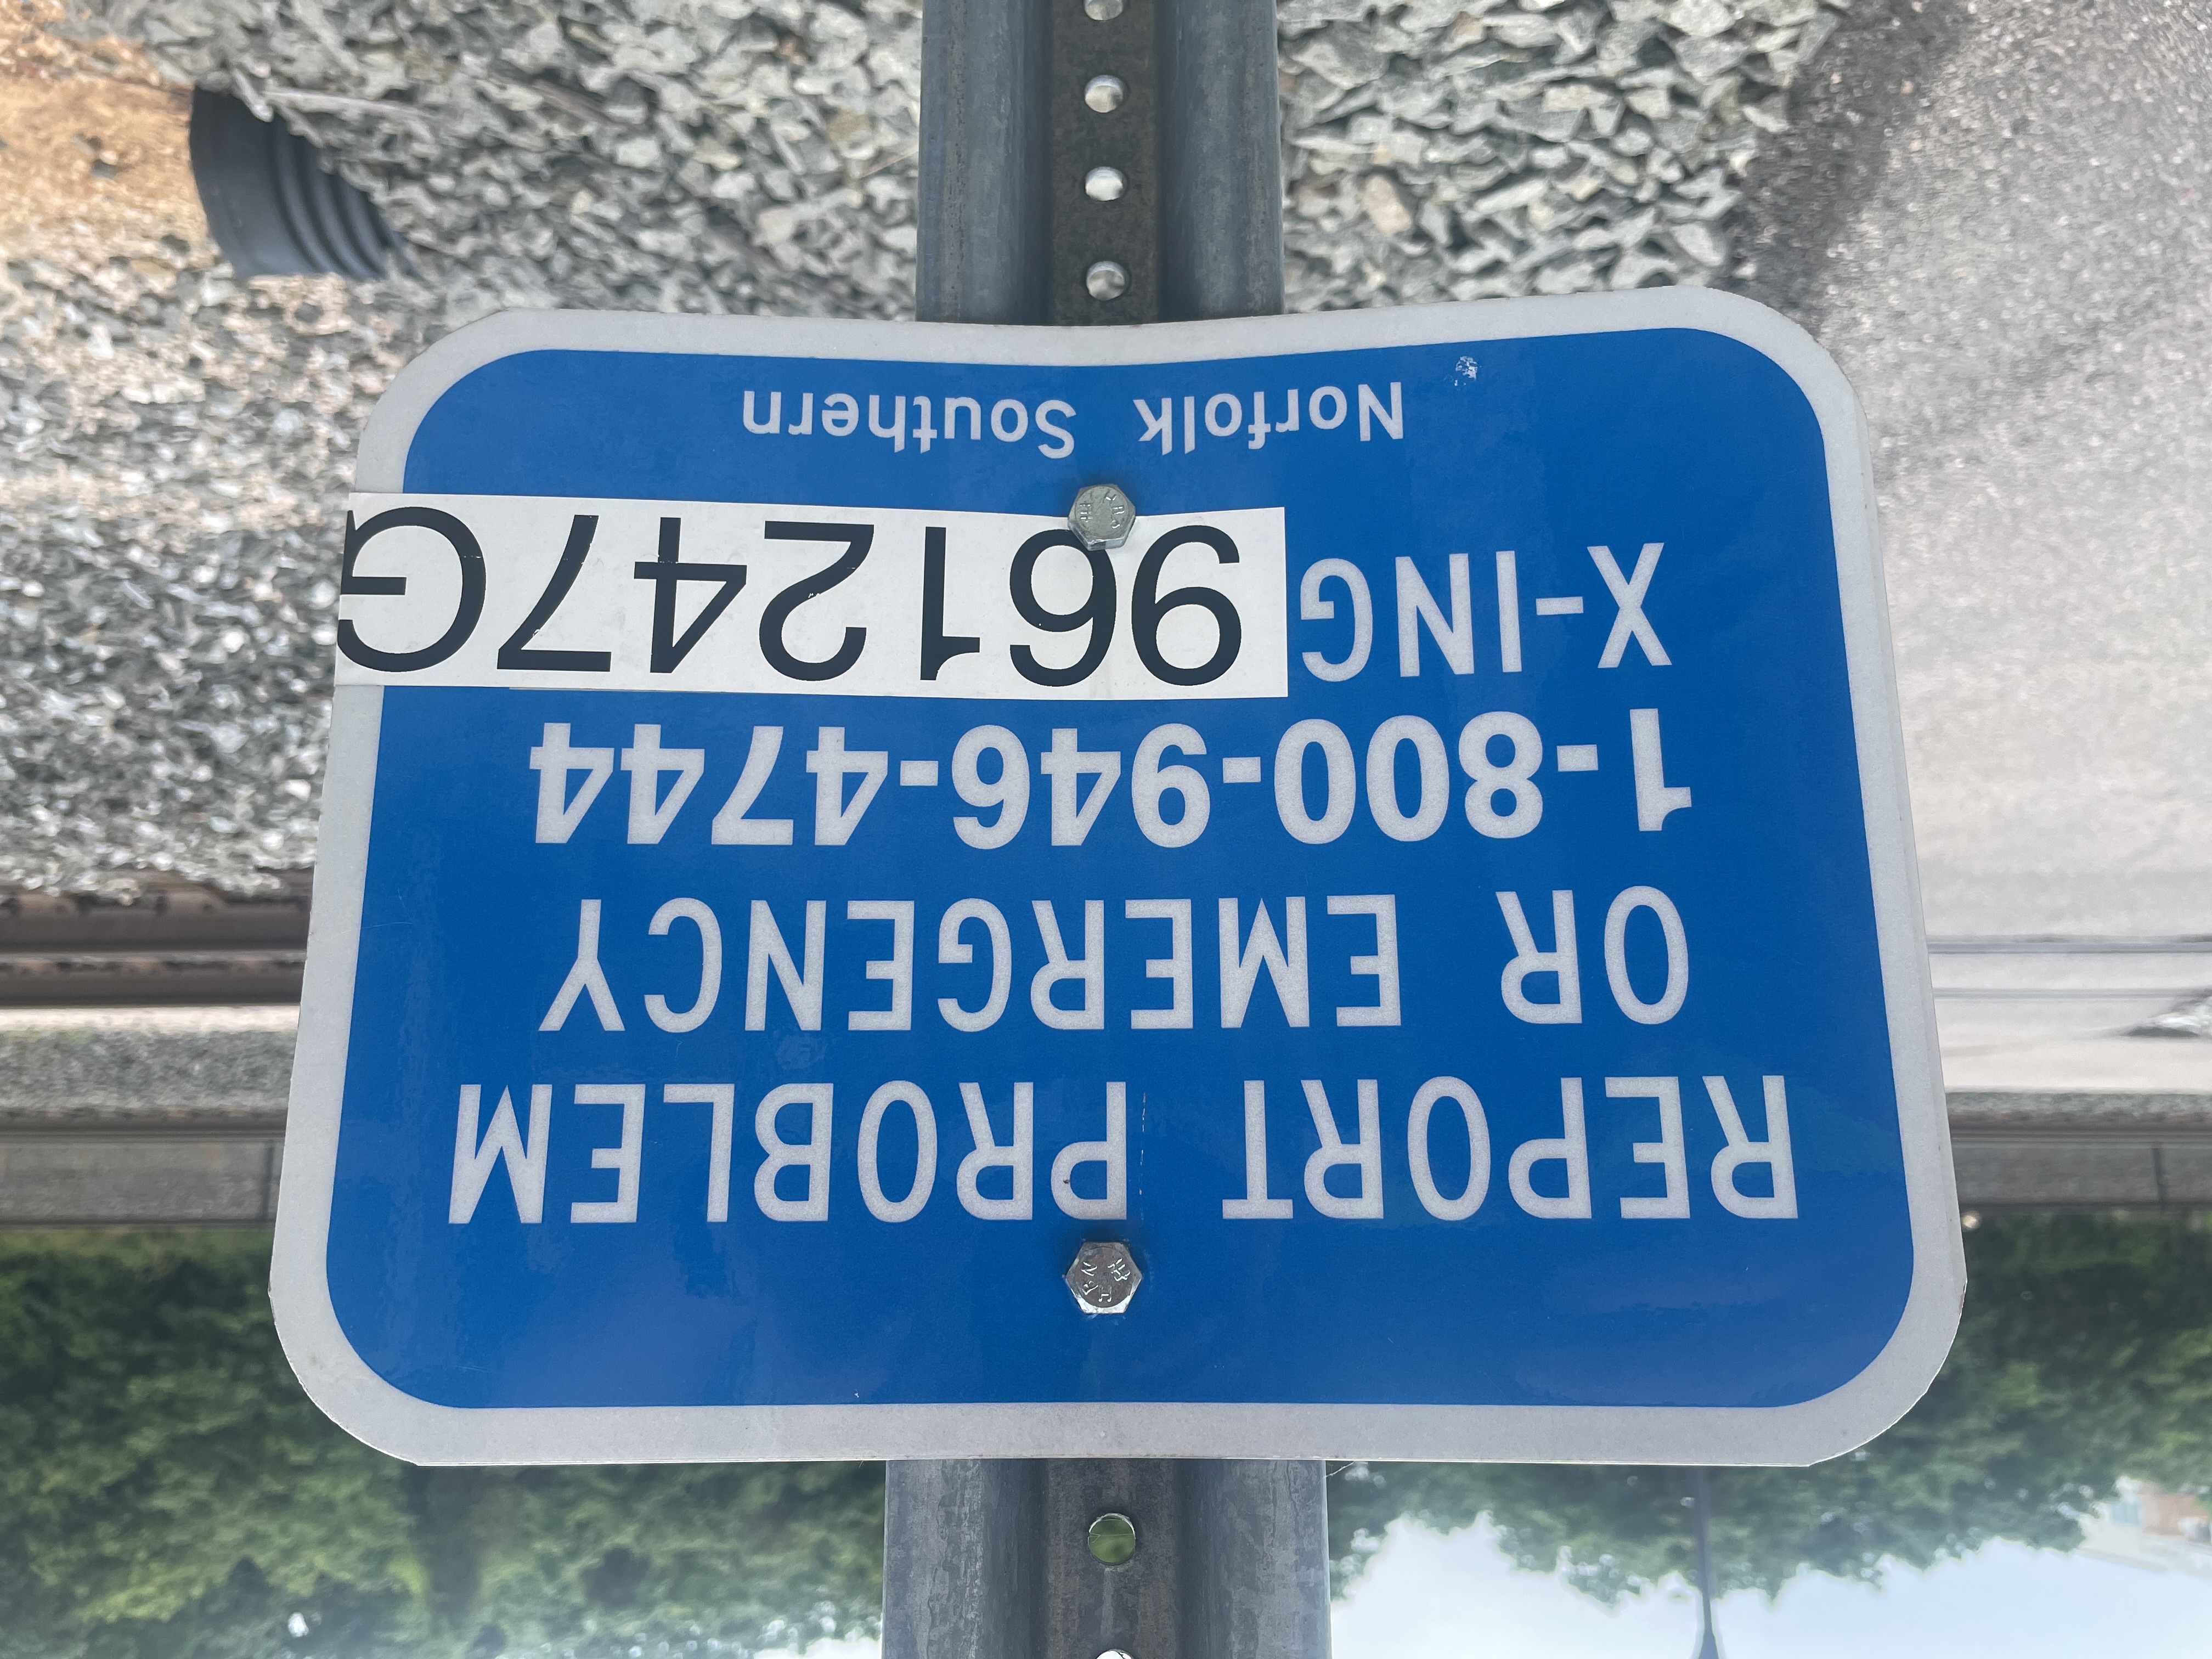 REPORT PROBLEM
OR EMERGENCY
1-800-946-4744
X-ING 961247G
Norfolk Southern